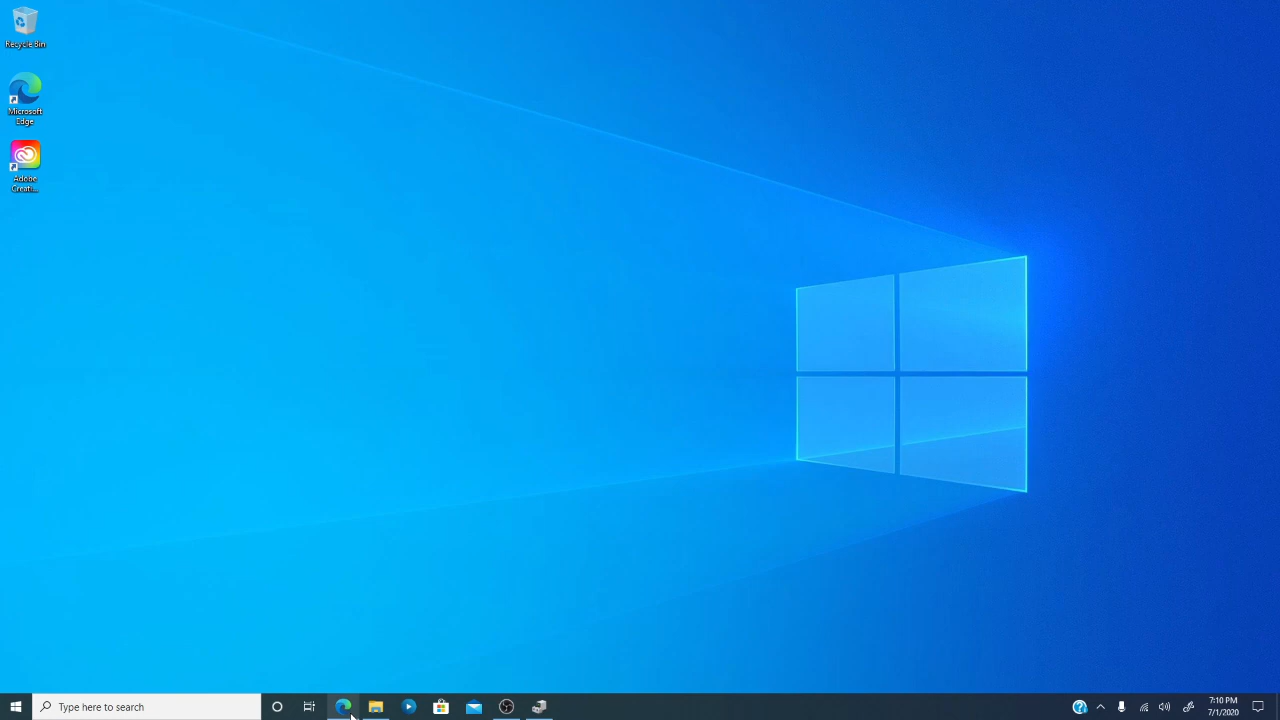 Recycle Bin
Microsoft
Edge
Adobe
Creati...
Type here to search
7:10 PM
7/1/2020